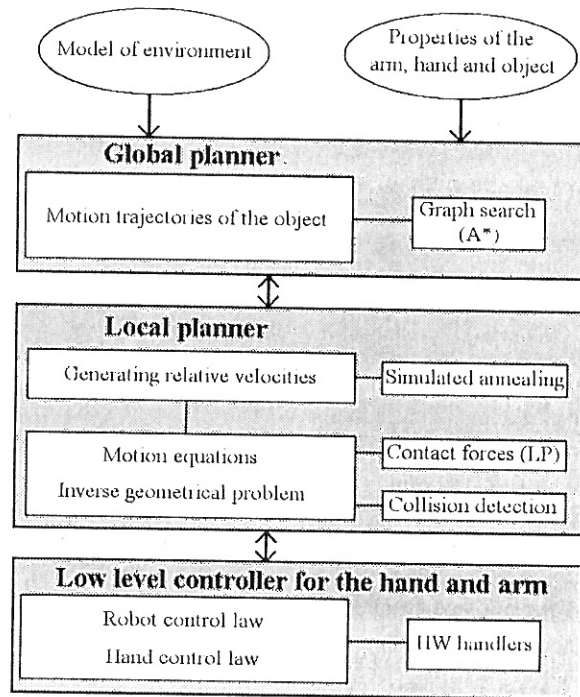 Model of environment
Properties of the
arm, hand and object
Global planner
Motion trajectories of the object
Graph search
(A*)
Local planner
Generating relative velocities
Simulated annealing
Motion equations
Inverse geometrical problem
Contact forces (LP)
Collision detection
Low level controller for the hand and arm
Robot control law
Hand control law
HW handlers